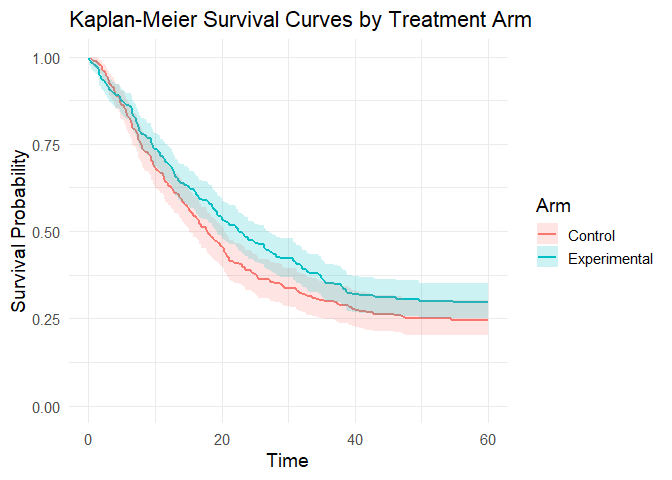 Kaplan-Meier Survival Curves by Treatment Arm
Survival Probability
1.00
0.75
0.50
0.25
0.00
0
20
40
60
Time
Arm
Control
Experimental